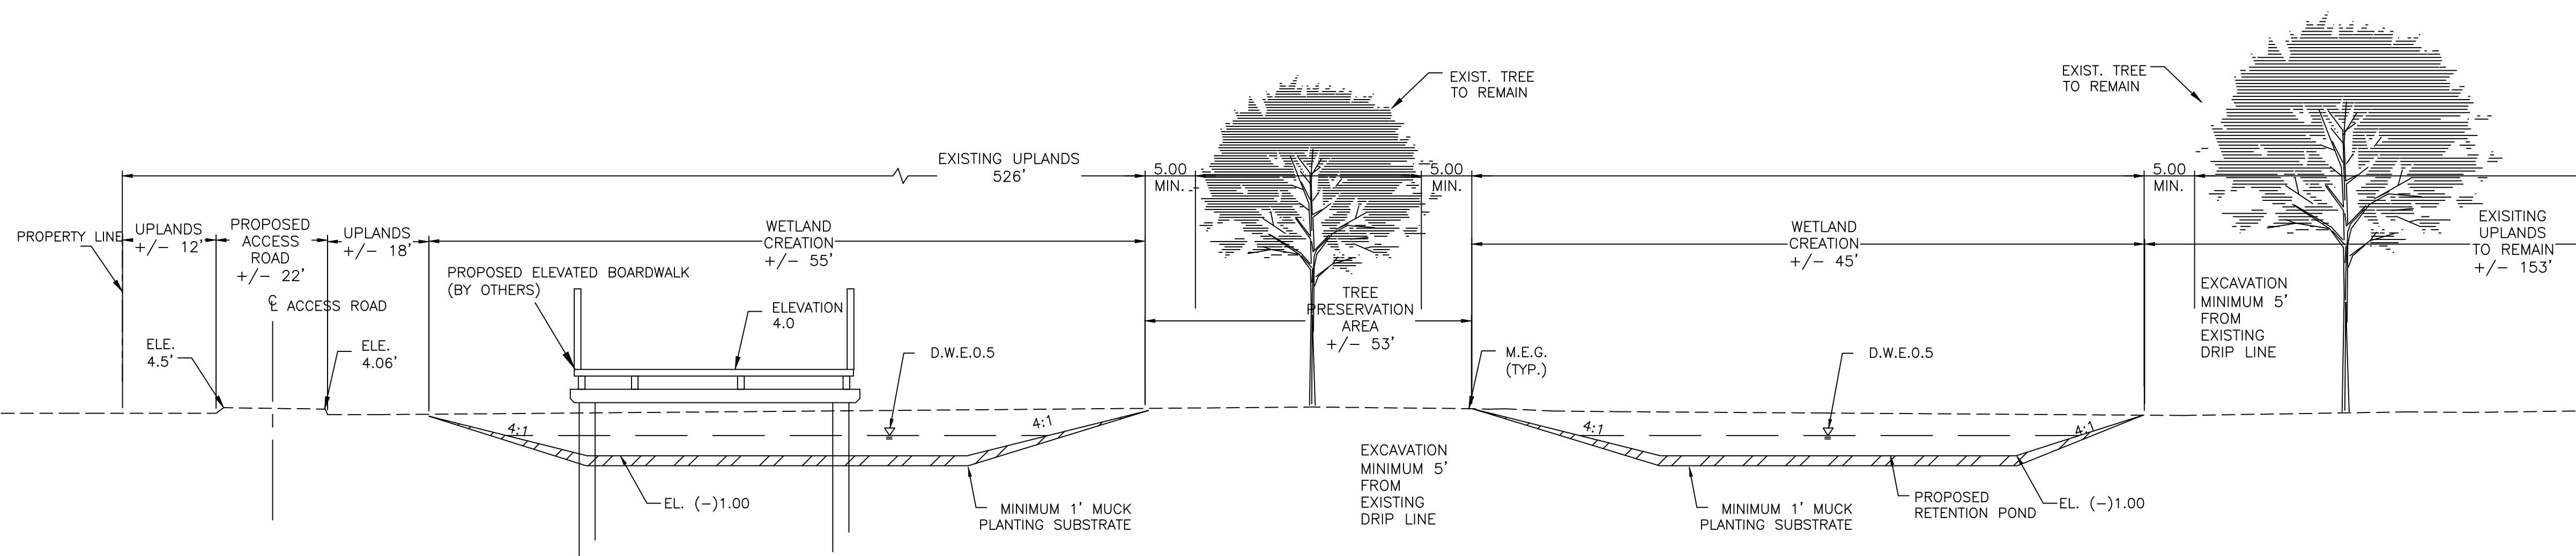 EXIST. TREE
TO REMAIN
EXIST. TREE
TO REMAIN
EXISTING UPLANDS
526'
5.00
MIN.
5.00
MIN.
5.00
MIN.
PROPERTY LINE
UPLANDS
+/- 12'
PROPOSED
ACCESS
ROAD
+/- 22'
UPLANDS
+/- 18'
WETLAND
CREATION
+/- 55'
WETLAND
CREATION
+/- 45'
EXISITING
UPLANDS
TO REMAIN
+/- 153'
PROPOSED ELEVATED BOARDWALK
(BY OTHERS)
℄ ACCESS ROAD
ELEVATION
4.0
TREE
PRESERVATION
AREA
+/- 53'
EXCAVATION
MINIMUM 5'
FROM
EXISTING
DRIP LINE
ELE.
4.5'
ELE.
4.06'
D.W.E.0.5
M.E.G.
(TYP.)
D.W.E.0.5
4:1
4:1
4:1
4:1
EL. (-)1.00
MINIMUM 1' MUCK
PLANTING SUBSTRATE
EXCAVATION
MINIMUM 5'
FROM
EXISTING
DRIP LINE
MINIMUM 1' MUCK
PLANTING SUBSTRATE
PROPOSED
RETENTION POND
EL. (-)1.00